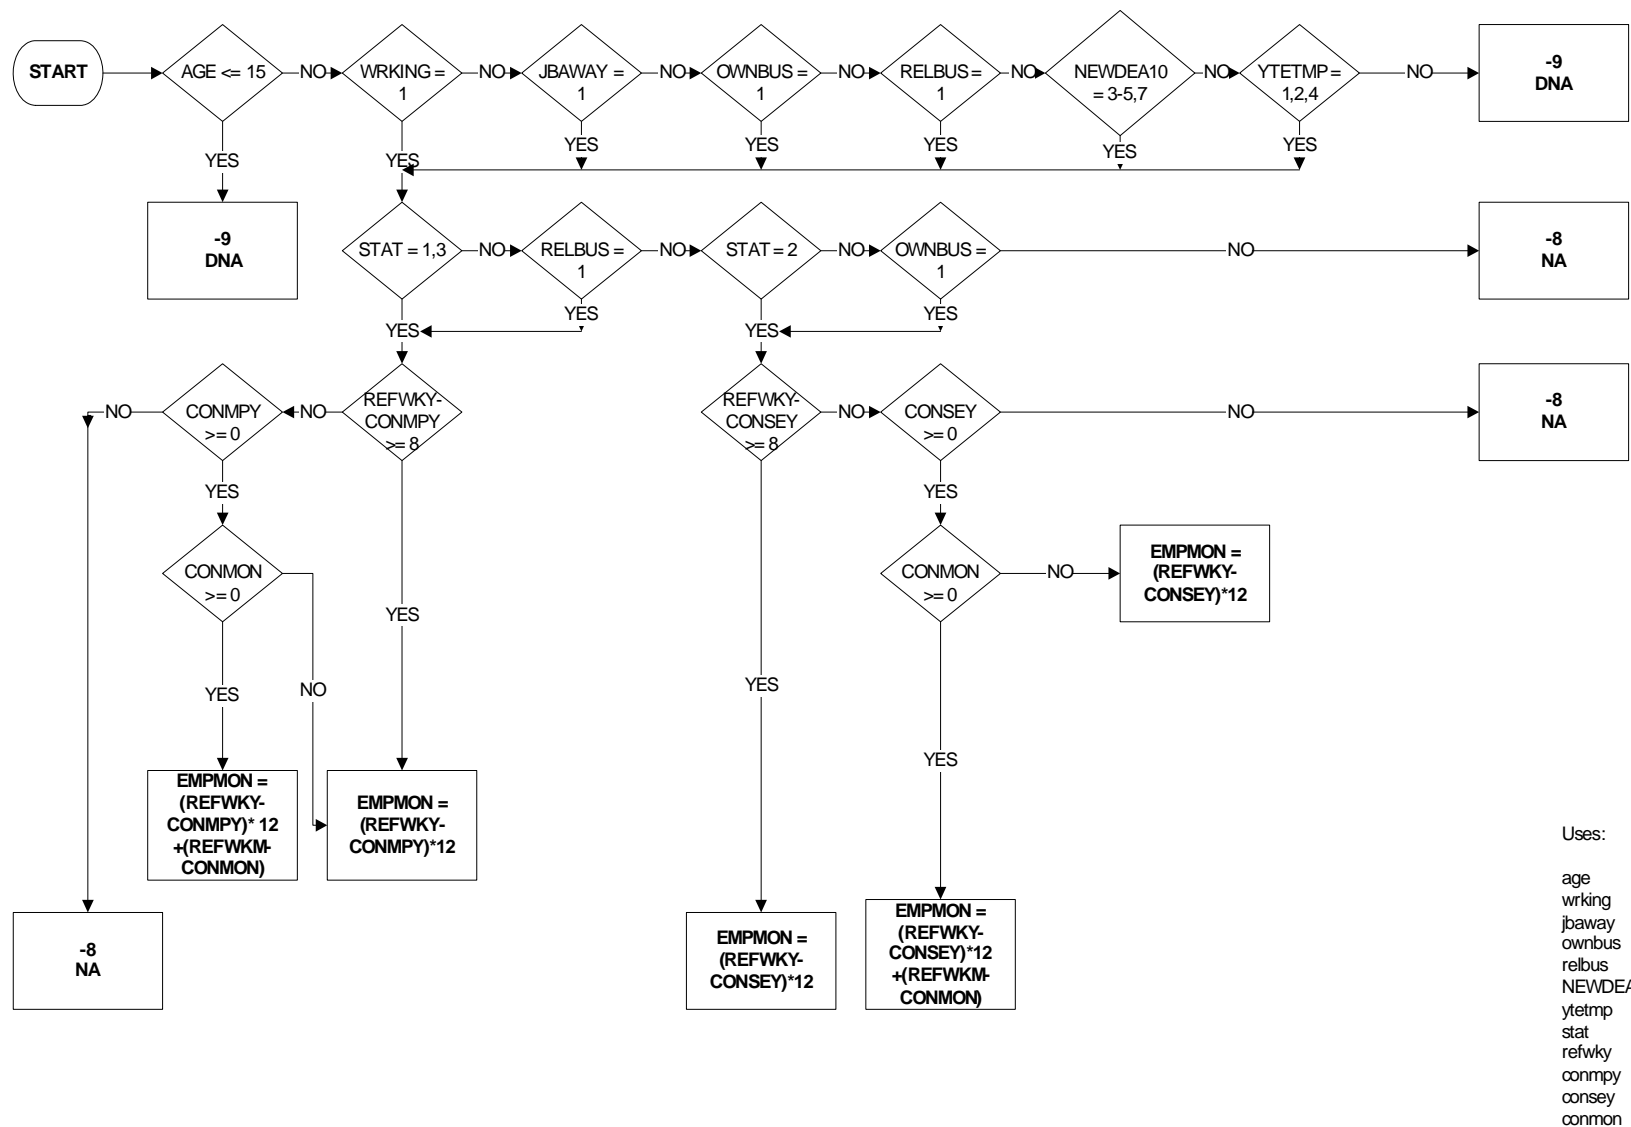 START
AGE <= 15
NO
WRKING =
1
NO
JBAWAY =
1
NO
OWNBUS =
1
NO
RELBUS =
1
NO
NEWDEA10
= 3-5,7
NO
YTETMP =
1,2,4
NO
-9
DNA
YES
YES
YES
YES
YES
YES
YES
-9
DNA
STAT = 1,3
NO
RELBUS =
1
NO
STAT = 2
NO
OWNBUS =
1
NO
-8
NA
YES
YES
YES
YES
NO
CONMPY
>= 0
NO
REFWKY-
CONMPY
>= 8
REFWKY-
CONSEY
>= 8
NO
CONSEY
>= 0
NO
-8
NA
YES
YES
CONMON
>= 0
YES
CONMON
>= 0
NO
EMPMON =
(REFWKY-
CONSEY)*12
YES
NO
YES
YES
EMPMON =
(REFWKY-
CONMPY)* 12
+(REFWKM-
CONMON)
EMPMON =
(REFWKY-
CONMPY)*12
-8
NA
EMPMON =
(REFWKY-
CONSEY)*12
EMPMON =
(REFWKY-
CONSEY)*12
+(REFWKM-
CONMON)
Uses:
age
wrking
jbaway
ownbus
relbus
NEWDEA
ytetmp
stat
refwky
conmpy
consey
conmon